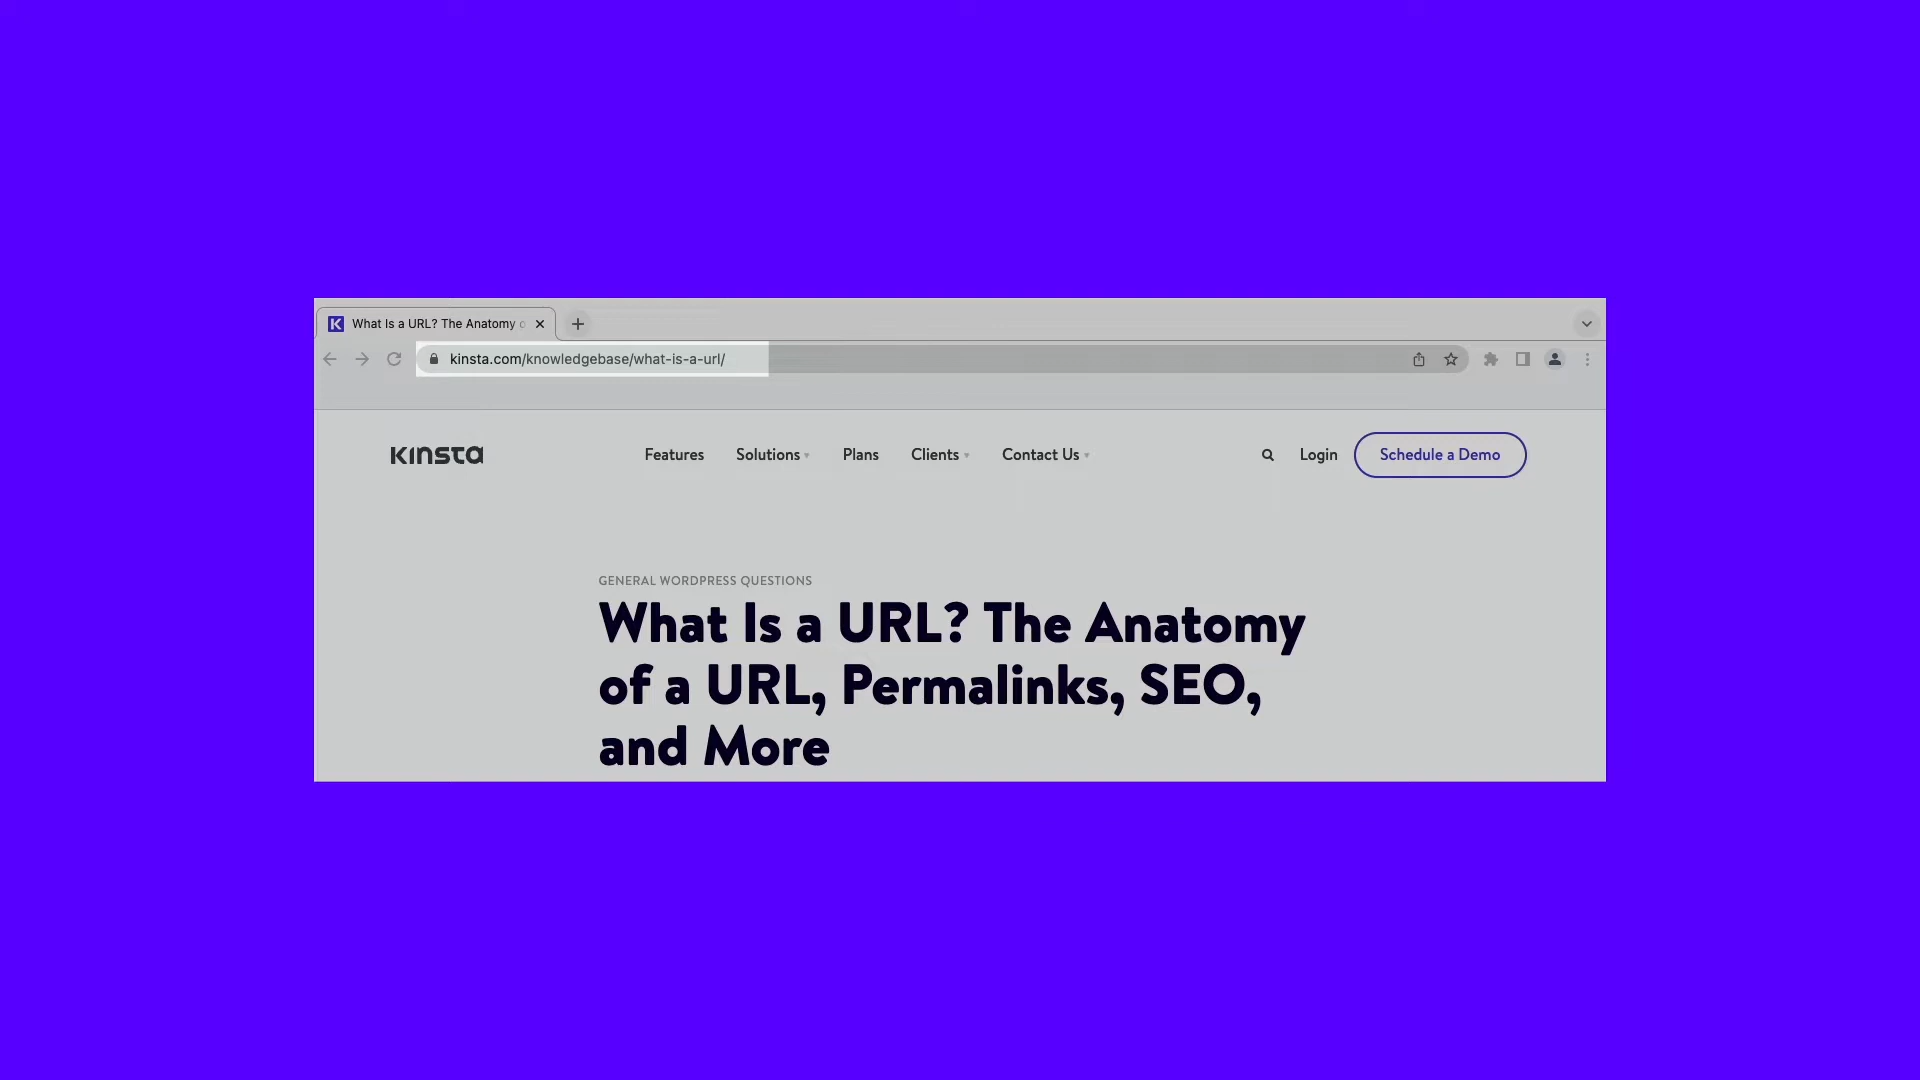 What Is a URL? The Anatomy
kinsta.com/knowledgebase/what-is-a-url/
KINSTA
Features
Solutions
Plans
Clients
Contact Us
Login
Schedule a Demo
GENERAL WORDPRESS QUESTIONS
What Is a URL? The Anatomy
of a URL, Permalinks, SEO,
and More